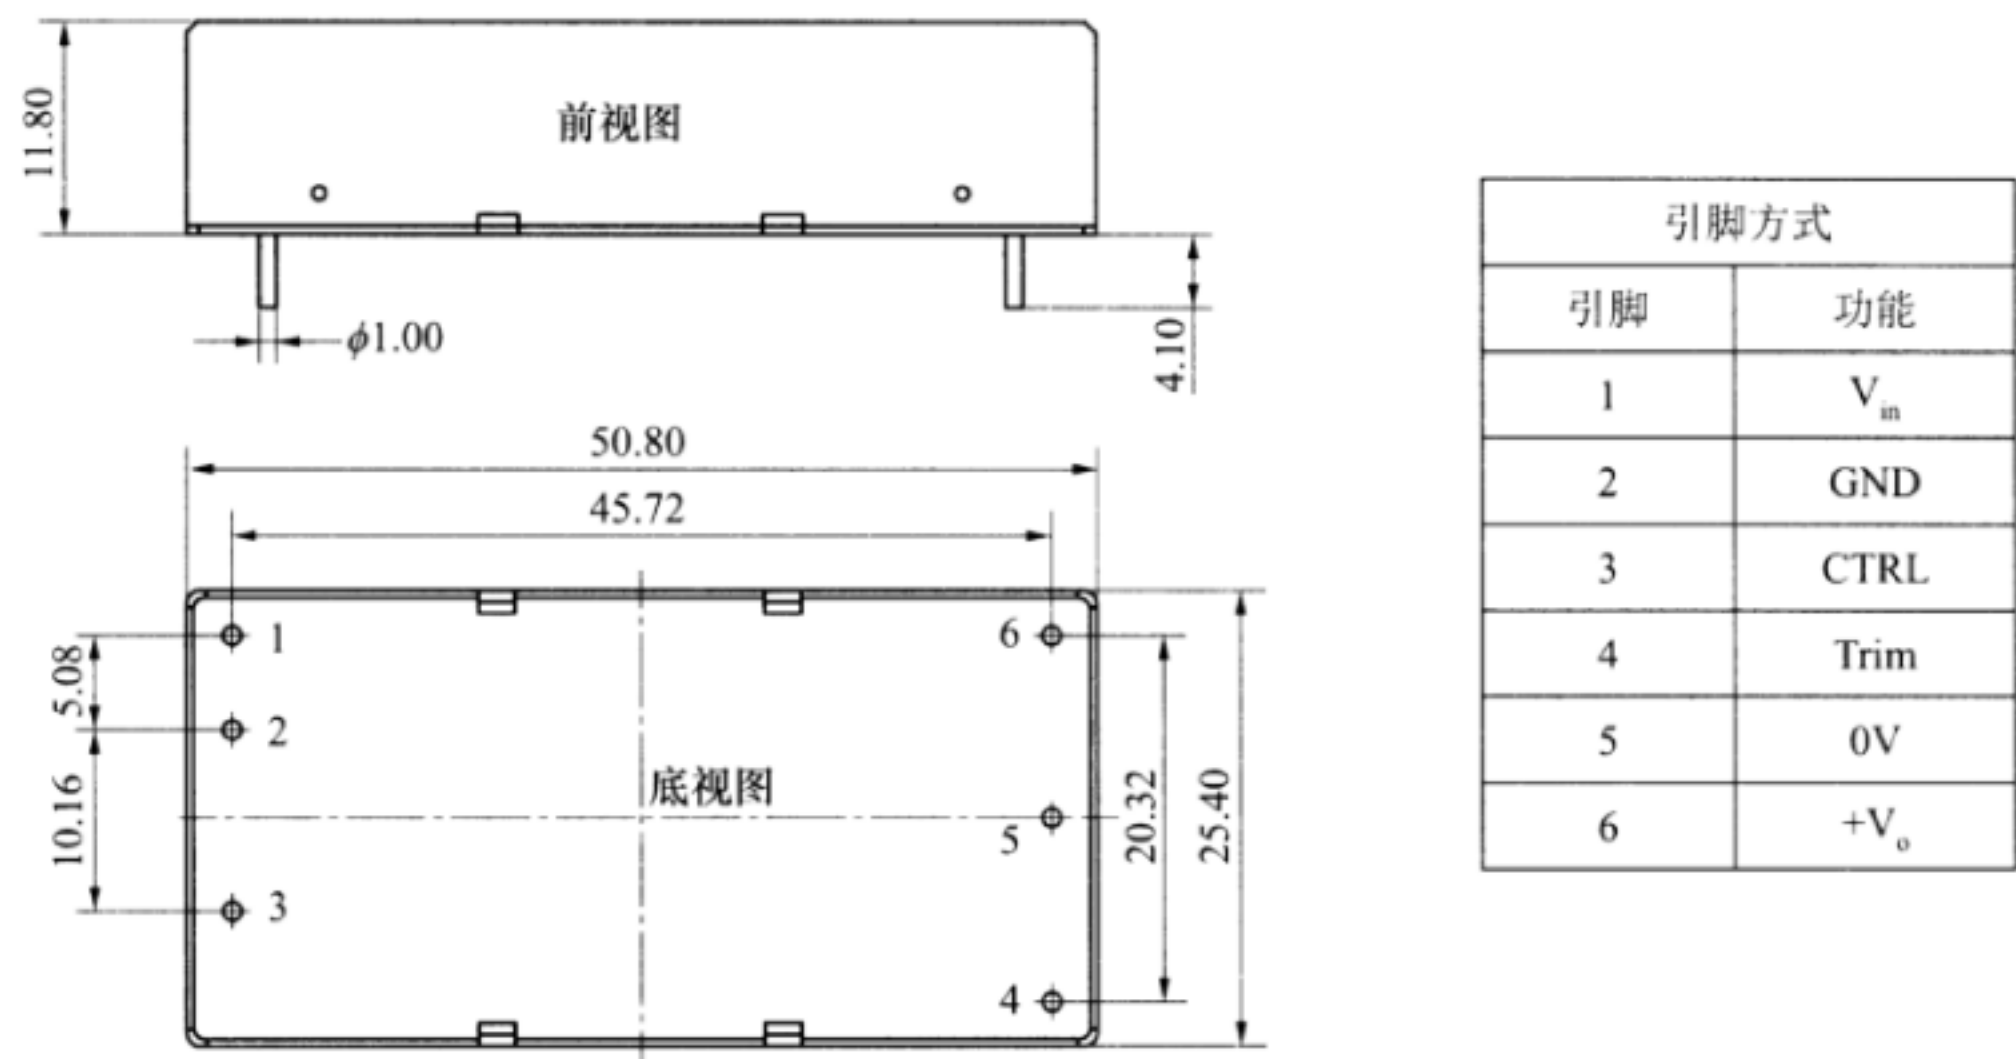 11.80
前视图
φ1.00
4.10
50.80
45.72
1
6
5.08
2
底视图
10.16
5
20.32
25.40
3
4
引脚方式
引脚 功能
1 Vin
2 GND
3 CTRL
4 Trim
5 0V
6 +Vo